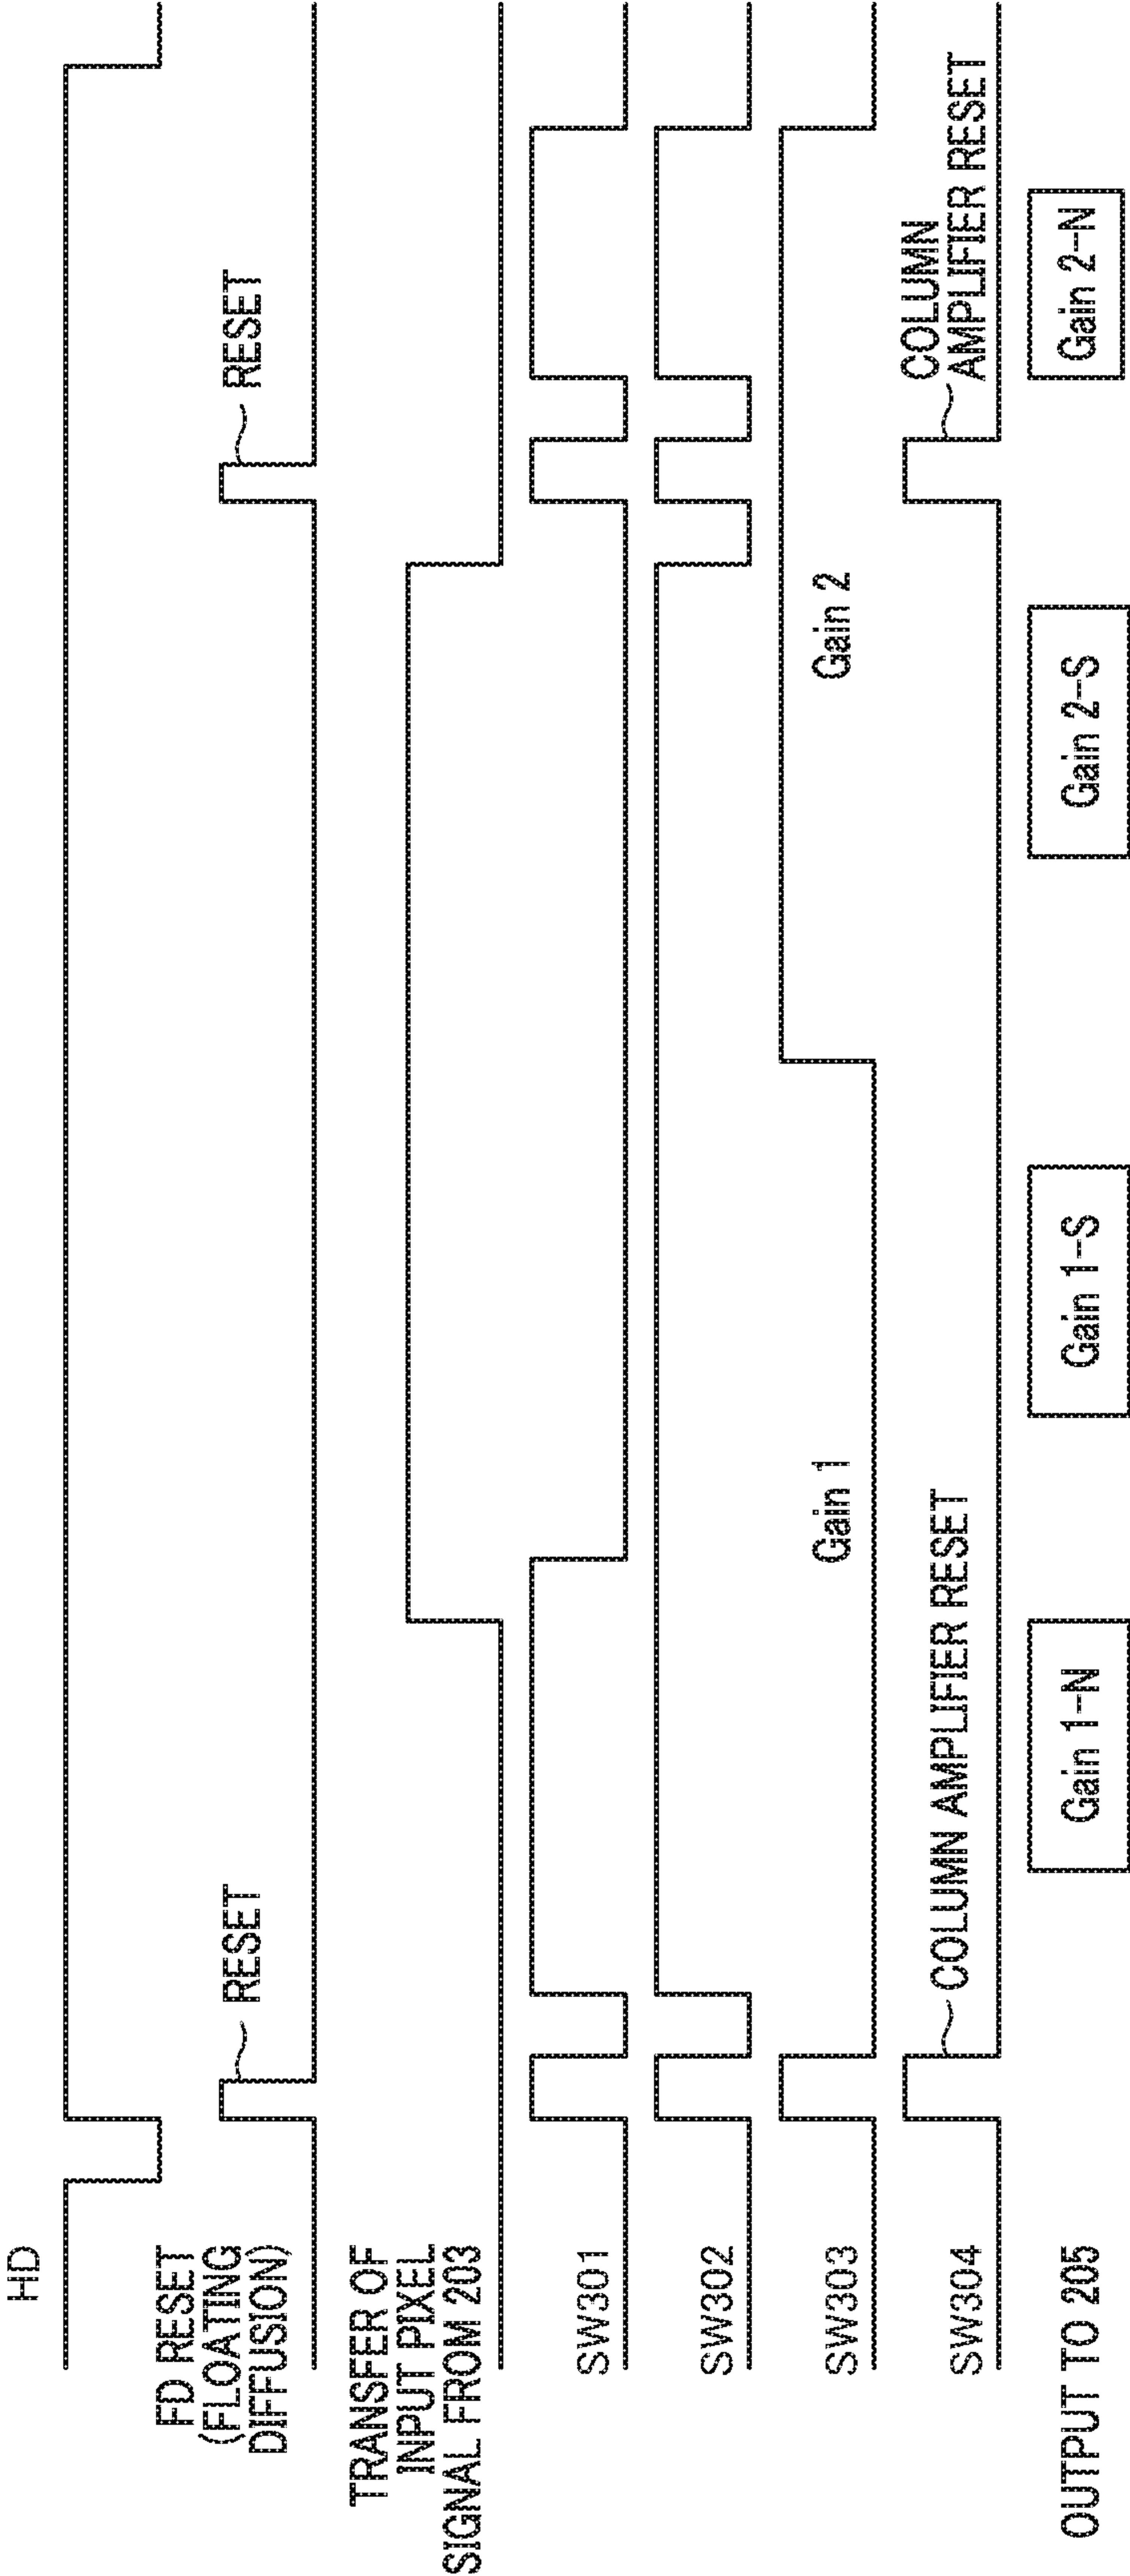 HD
FD RESET
(FLOATING
DIFFUSION)
RESET
RESET
TRANSFER OF
INPUT PIXEL
SIGNAL FROM 203
SW301
SW302
SW303
Gain 1
Gain 2
SW304
COLUMN AMPLIFIER RESET
COLUMN
AMPLIFIER RESET
OUTPUT TO 205
Gain 1-N
Gain 1-S
Gain 2-S
Gain 2-N